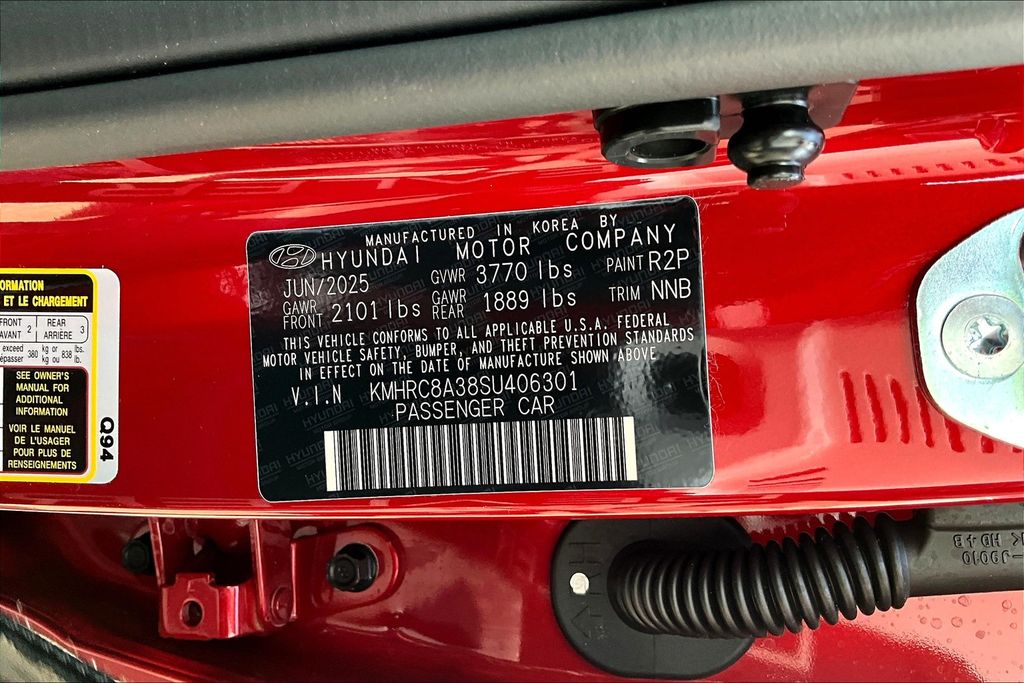 MANUFACTURED IN KOREA BY
HYUNDAI MOTOR COMPANY
JUN/2025 GVWR 3770 lbs PAINT R2P
GAWR FRONT 2101 lbs GAWR REAR 1889 lbs TRIM NNB
THIS VEHICLE CONFORMS TO ALL APPLICABLE U.S.A. FEDERAL
MOTOR VEHICLE SAFETY, BUMPER, AND THEFT PREVENTION STANDARDS
IN EFFECT ON THE DATE OF MANUFACTURE SHOWN ABOVE.
V.I.N KMHRC8A38SU406301
PASSENGER CAR
ORMATION
ET LE CHARGEMENT
FRONT 2 REAR 3
AVANT ARRIÈRE
exceed 380 kg or 838 lbs.
dépasser kg ou lb.
SEE OWNER'S
MANUAL FOR
ADDITIONAL
INFORMATION
VOIR LE MANUEL
DE L'USAGER
POUR PLUS DE
RENSEIGNEMENTS
Q94